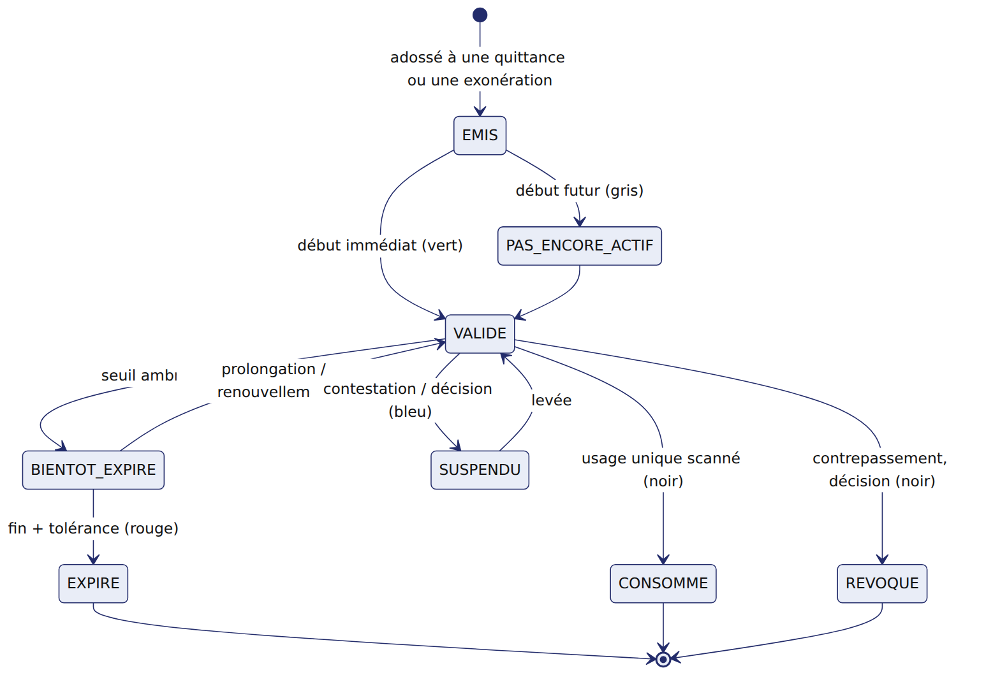 adossé à une quittance
ou une exonération
EMIS
début futur (gris)
début immédiat (vert)
PAS_ENCORE_ACTIF
VALIDE
seuil
prolongation /
renouvellem
contestation / décision
(bleu)
levée
usage unique scanné
(noir)
contrepassement,
décision (noir)
BIENTOT_EXPIRE
SUSPENDU
fin + tolérance (rouge)
EXPIRE
CONSOMME
REVOQUE